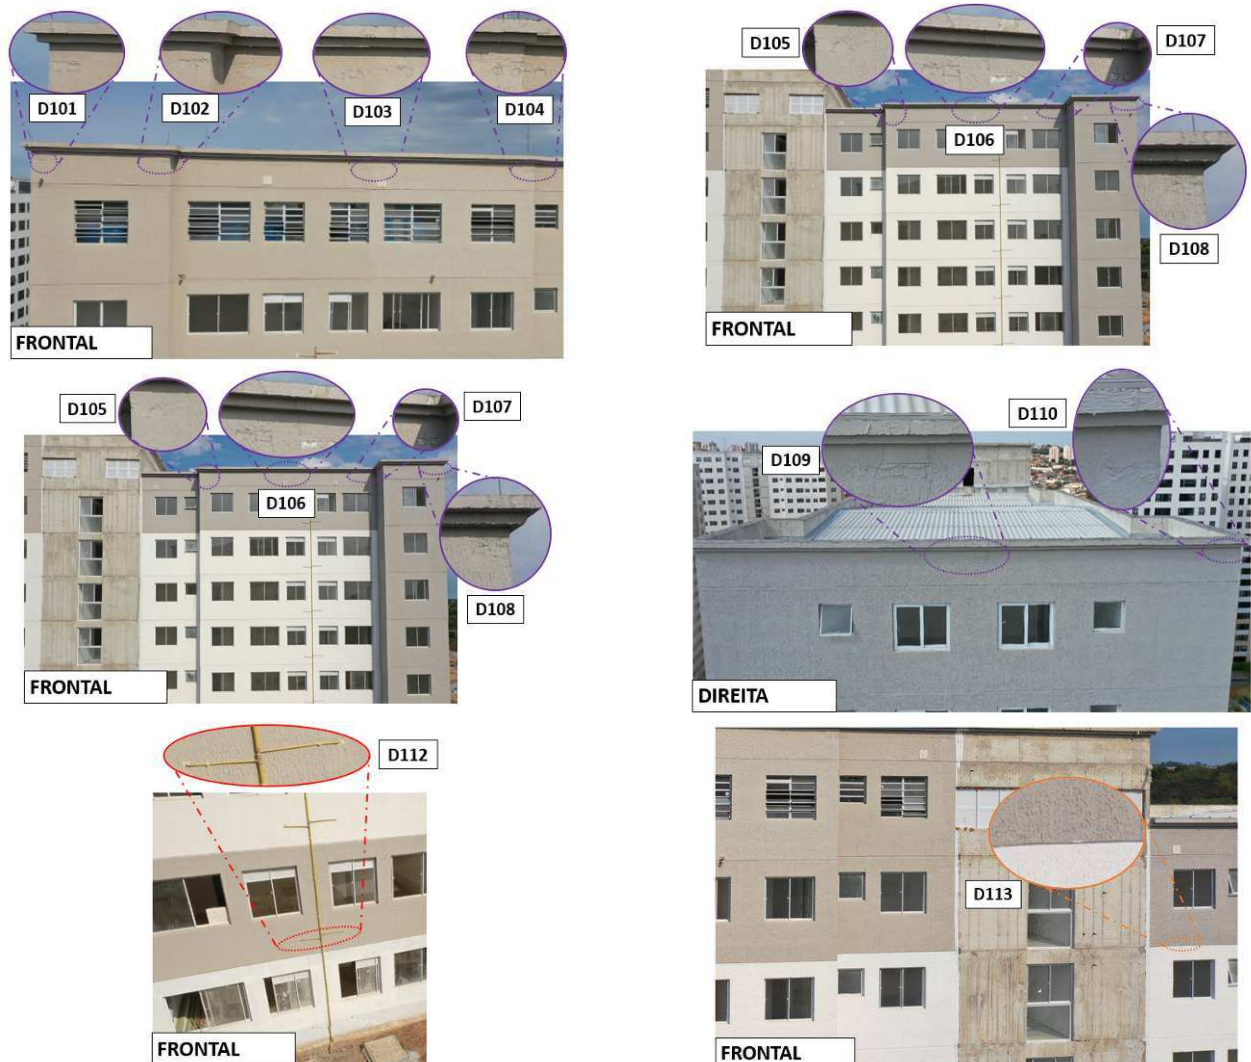 D101
D102
D103
D104
FRONTAL
D105
D106
D107
D108
FRONTAL
D105
D106
D107
D108
FRONTAL
D109
D110
DIREITA
D112
FRONTAL
D113
FRONTAL